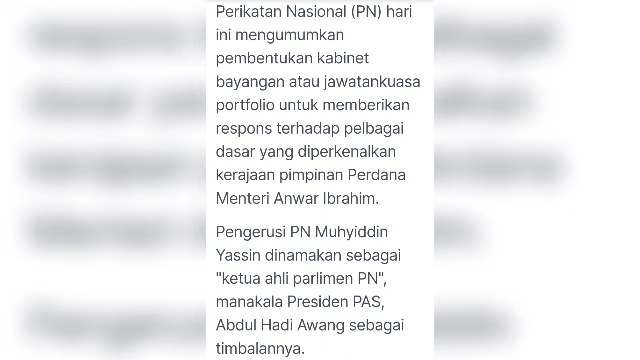 Perikatan Nasional (PN) hari
ini mengumumkan
pembentukan kabinet
bayangan atau jawatankuasa
portfolio untuk memberikan
respons terhadap pelbagai
dasar yang diperkenalkan
kerajaan pimpinan Perdana
Menteri Anwar Ibrahim.
Pengerusi PN Muhyiddin
Yassin dinamakan sebagai
"ketua ahli parlimen PN",
manakala Presiden PAS,
Abdul Hadi Awang sebagai
timbalannya.